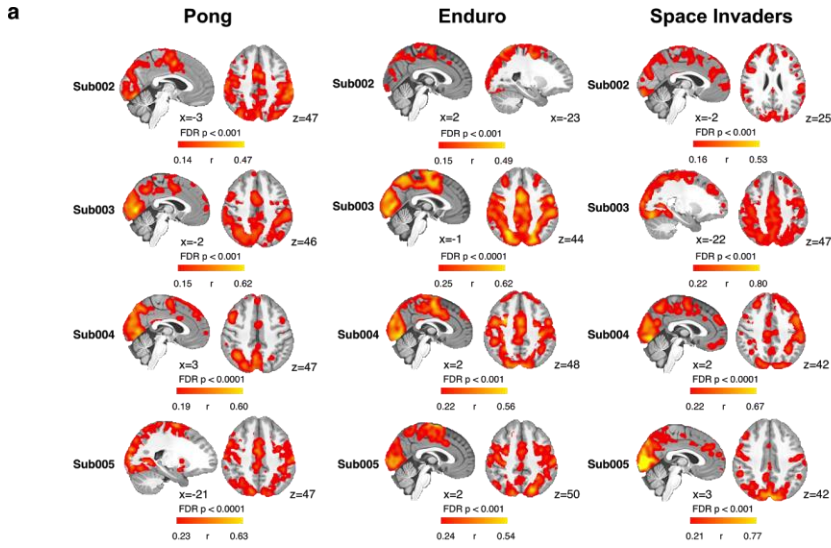 a
Pong
Enduro
Space Invaders
Sub002
x=-3
z=47
FDR p < 0.001
0.14 r 0.47
Sub002
x=2
x=-23
FDR p < 0.001
0.15 r 0.49
Sub002
x=-2
z=25
FDR p < 0.001
0.16 r 0.53
Sub003
x=-2
z=46
FDR p < 0.001
0.15 r 0.62
Sub003
x=-1
z=44
FDR p < 0.0001
0.25 r 0.62
Sub003
x=-22
z=47
FDR p < 0.001
0.22 r 0.80
Sub004
x=3
z=47
FDR p < 0.0001
0.19 r 0.60
Sub004
x=2
z=48
FDR p < 0.001
0.22 r 0.56
Sub004
x=2
z=42
FDR p < 0.0001
0.22 r 0.67
Sub005
x=-21
z=47
FDR p < 0.0001
0.23 r 0.63
Sub005
x=2
z=50
FDR p < 0.001
0.24 r 0.54
Sub005
x=3
z=42
FDR p < 0.001
0.21 r 0.77